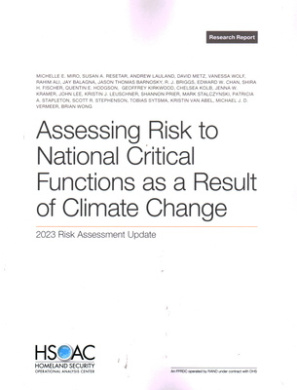 Research Report
MICHELLE E. MIRO, SUSAN A. RESETAR, ANDREW LAULAND, DAVID METZ, VANESSA WOLF,
RAHIM ALI, JAY BALAGNA, JASON THOMAS BARNOSKY, R. J. BRIGGS, EDWARD W. CHAN, SHIRA
H. FISCHER, QUENTIN E. HODGSON, GEOFFREY KIRKWOOD, CHELSEA KOLB, JENNA W.
KRAMER, JOHN LEE, KRISTIN J. LEUSCHNER, SHANNON PRIER, MARK STALCZYNSKI, PATRICIA
A. STAPLETON, SCOTT R. STEPHENSON, TOBIAS SYTSMA, KRISTIN VAN ABEL, MICHAEL J. D.
VERMEER, BRIAN WONG
Assessing Risk to
National Critical
Functions as a Result
of Climate Change
2023 Risk Assessment Update
HSOAC
HOMELAND SECURITY
OPERATIONAL ANALYSIS CENTER
An FFRDC operated by RAND under contract with DHS